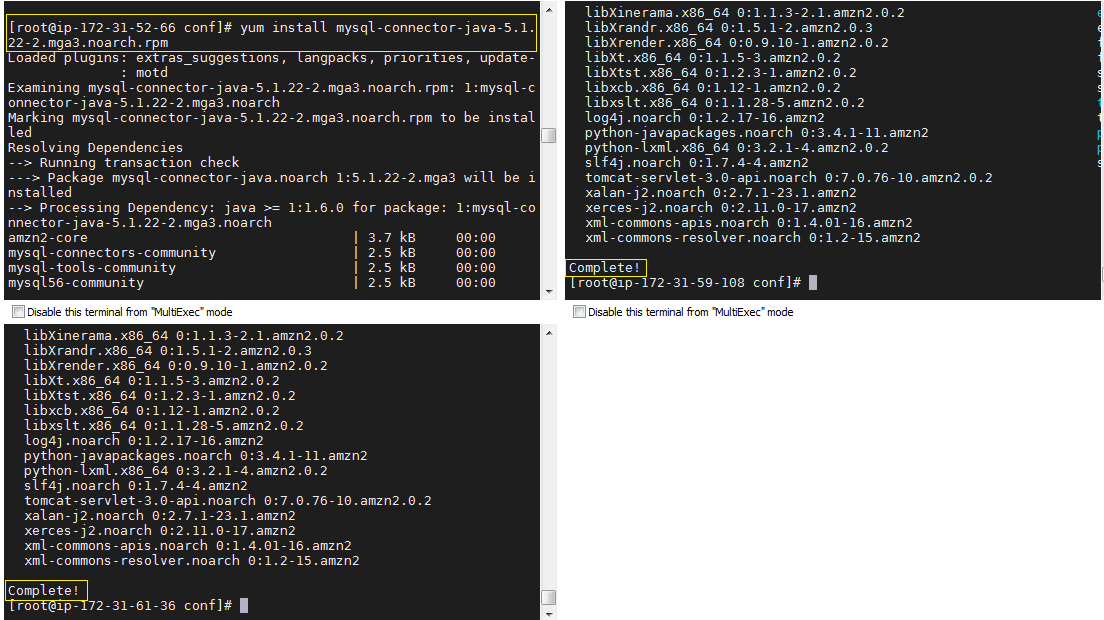 [root@ip-172-31-52-66 conf]# yum install mysql-connector-java-5.1.
22-2.mga3.noarch.rpm
Loaded plugins: extras_suggestions, langpacks, priorities, update-
: motd
Examining mysql-connector-java-5.1.22-2.mga3.noarch.rpm: 1:mysql-c
onnector-java-5.1.22-2.mga3.noarch
Marking mysql-connector-java-5.1.22-2.mga3.noarch.rpm to be instal
led
Resolving Dependencies
--> Running transaction check
---> Package mysql-connector-java.noarch 1:5.1.22-2.mga3 will be i
nstalled
--> Processing Dependency: java >= 1:1.6.0 for package: 1:mysql-co
nnector-java-5.1.22-2.mga3.noarch
amzn2-core | 3.7 kB 00:00
mysql-connectors-community | 2.5 kB 00:00
mysql-tools-community | 2.5 kB 00:00
mysql56-community | 2.5 kB 00:00
Disable this terminal from "MultiExec" mode
libXinerama.x86_64 0:1.1.3-2.1.amzn2.0.2
libXrandr.x86_64 0:1.5.1-2.amzn2.0.3
libXrender.x86_64 0:0.9.10-1.amzn2.0.2
libXt.x86_64 0:1.1.5-3.amzn2.0.2
libXtst.x86_64 0:1.2.3-1.amzn2.0.2
libxcb.x86_64 0:1.12-1.amzn2.0.2
libxslt.x86_64 0:1.1.28-5.amzn2.0.2
log4j.noarch 0:1.2.17-16.amzn2
python-javapackages.noarch 0:3.4.1-11.amzn2
python-lxml.x86_64 0:3.2.1-4.amzn2.0.2
slf4j.noarch 0:1.7.4-4.amzn2
tomcat-servlet-3.0-api.noarch 0:7.0.76-10.amzn2.0.2
xalan-j2.noarch 0:2.7.1-23.1.amzn2
xerces-j2.noarch 0:2.11.0-17.amzn2
xml-commons-apis.noarch 0:1.4.01-16.amzn2
xml-commons-resolver.noarch 0:1.2-15.amzn2
Complete!
[root@ip-172-31-59-108 conf]#
Disable this terminal from "MultiExec" mode
libXinerama.x86_64 0:1.1.3-2.1.amzn2.0.2
libXrandr.x86_64 0:1.5.1-2.amzn2.0.3
libXrender.x86_64 0:0.9.10-1.amzn2.0.2
libXt.x86_64 0:1.1.5-3.amzn2.0.2
libXtst.x86_64 0:1.2.3-1.amzn2.0.2
libxcb.x86_64 0:1.12-1.amzn2.0.2
libxslt.x86_64 0:1.1.28-5.amzn2.0.2
log4j.noarch 0:1.2.17-16.amzn2
python-javapackages.noarch 0:3.4.1-11.amzn2
python-lxml.x86_64 0:3.2.1-4.amzn2.0.2
slf4j.noarch 0:1.7.4-4.amzn2
tomcat-servlet-3.0-api.noarch 0:7.0.76-10.amzn2.0.2
xalan-j2.noarch 0:2.7.1-23.1.amzn2
xerces-j2.noarch 0:2.11.0-17.amzn2
xml-commons-apis.noarch 0:1.4.01-16.amzn2
xml-commons-resolver.noarch 0:1.2-15.amzn2
Complete!
[root@ip-172-31-61-36 conf]#